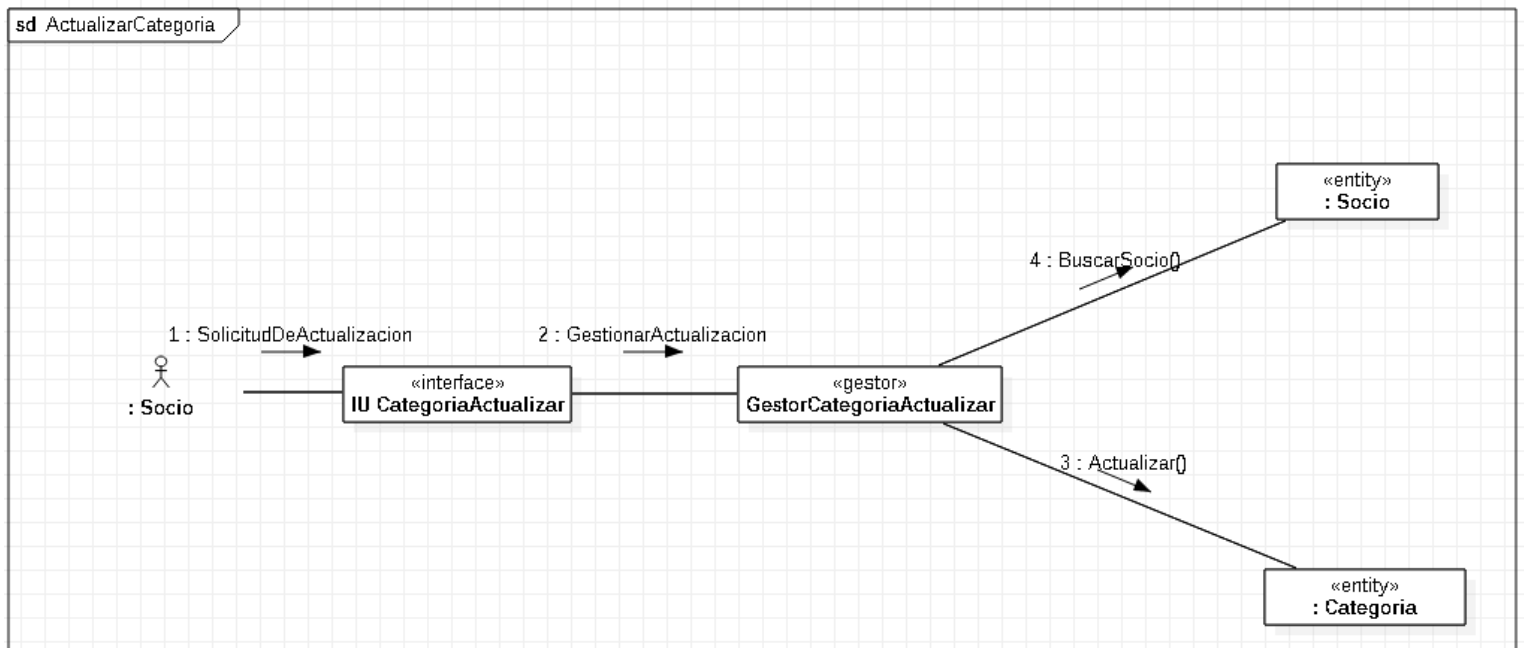 sd ActualizarCategoria
«entity»
: Socio
4 : BuscarSocio()
1 : SolicitudDeActualizacion
2 : GestionarActualizacion
: Socio
«interface»
IU CategoriaActualizar
«gestor»
GestorCategoriaActualizar
3 : Actualizar()
«entity»
: Categoria